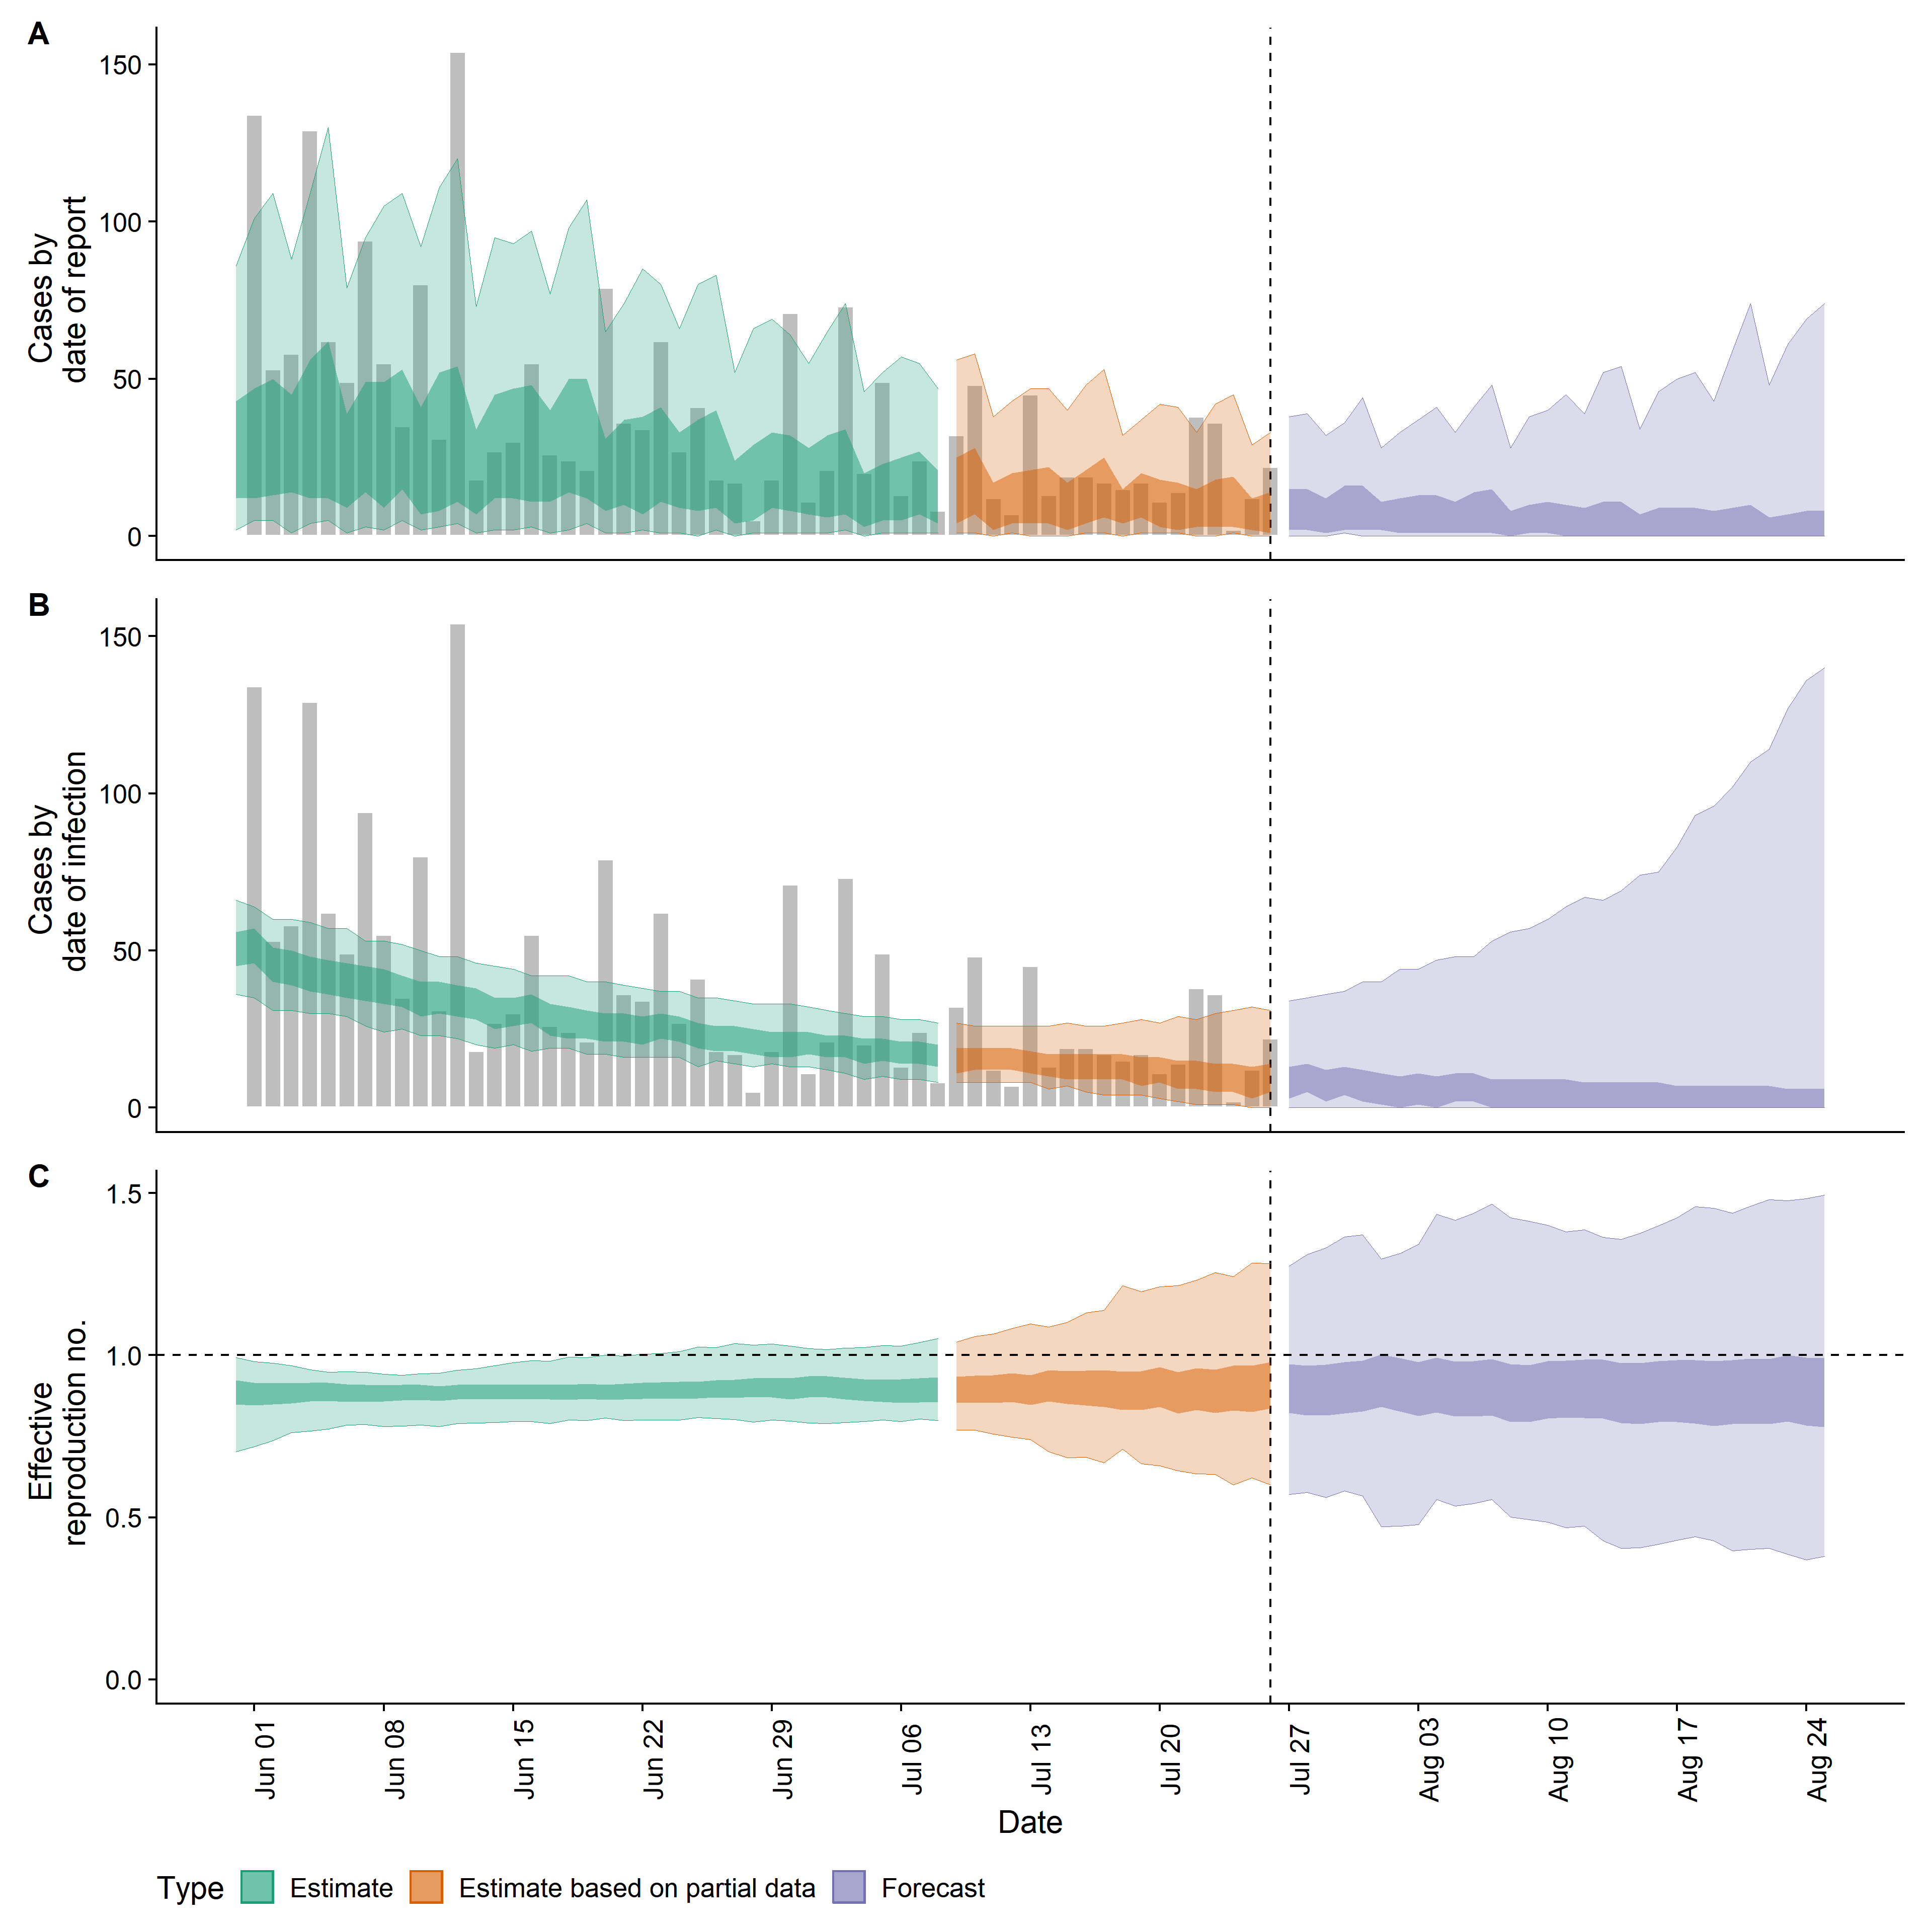 A
150
100
50
0
Cases by
date of report
B
150
100
50
0
Cases by
date of infection
C
1.5
1.0
0.5
0.0
Effective
reproduction no.
Jun 01
Jun 08
Jun 15
Jun 22
Jun 29
Jul 06
Jul 13
Jul 20
Jul 27
Aug 03
Aug 10
Aug 17
Aug 24
Date
Type Estimate Estimate based on partial data Forecast